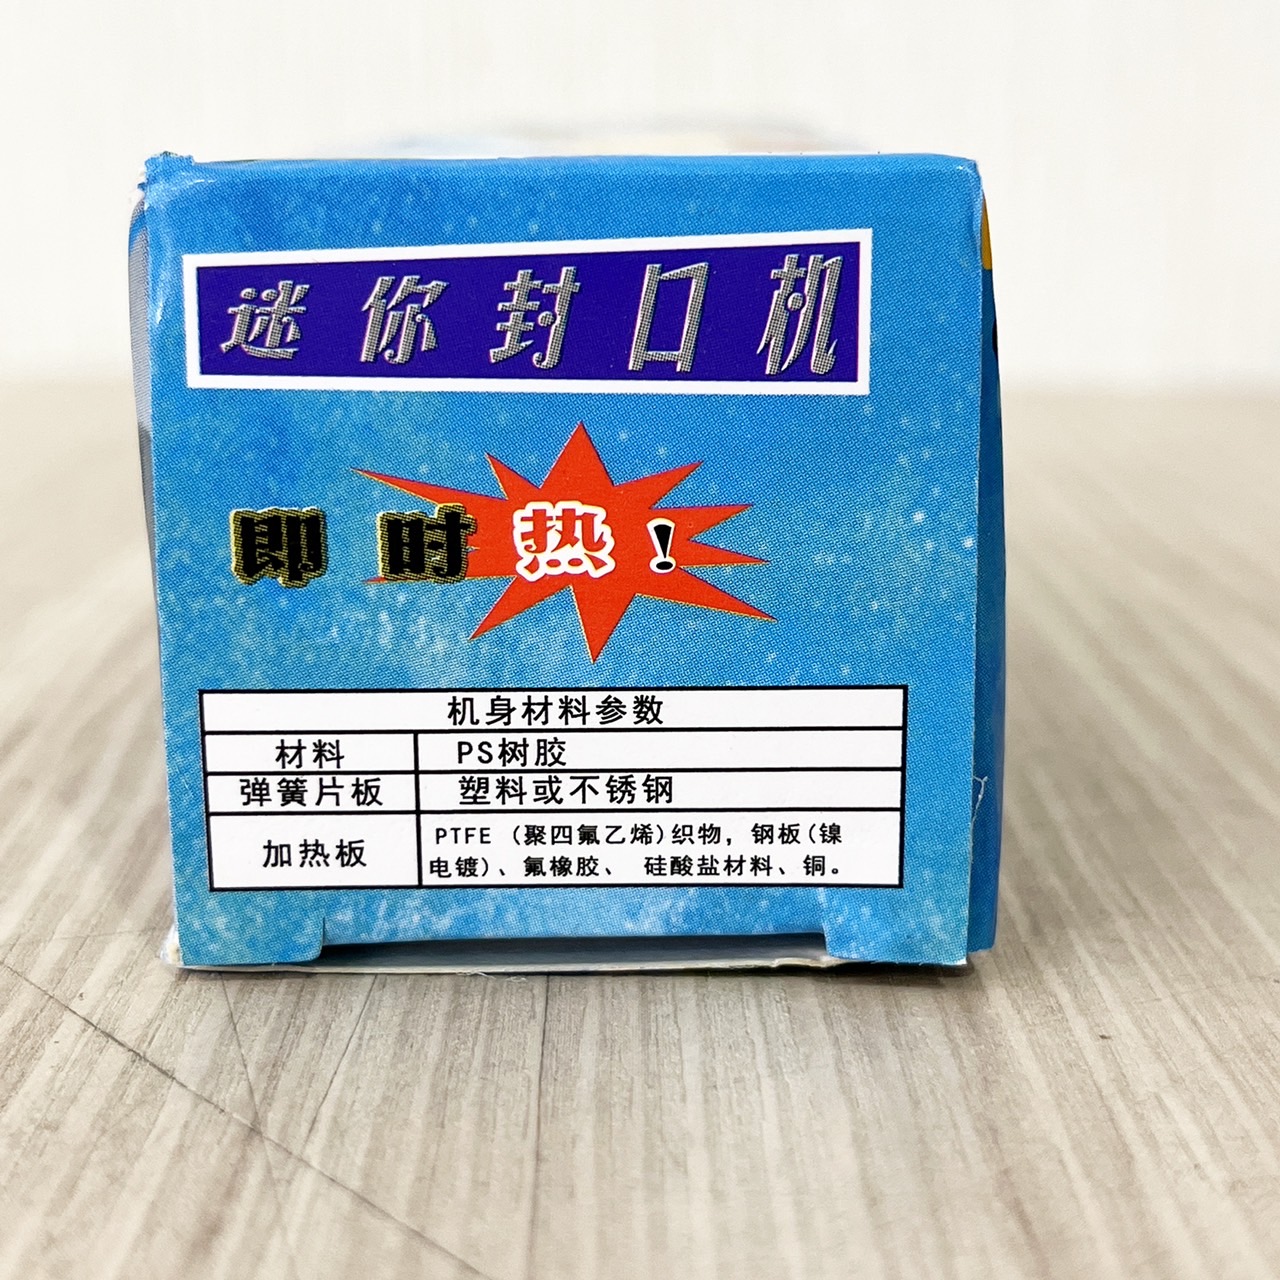 迷你封口机
即时热!
机身材料参数
材料 PS树胶
弹簧片板 塑料或不锈钢
加热板 PTFE (聚四氟乙烯)织物，钢板(镍
电镀)、氟橡胶、 硅酸盐材料、铜。